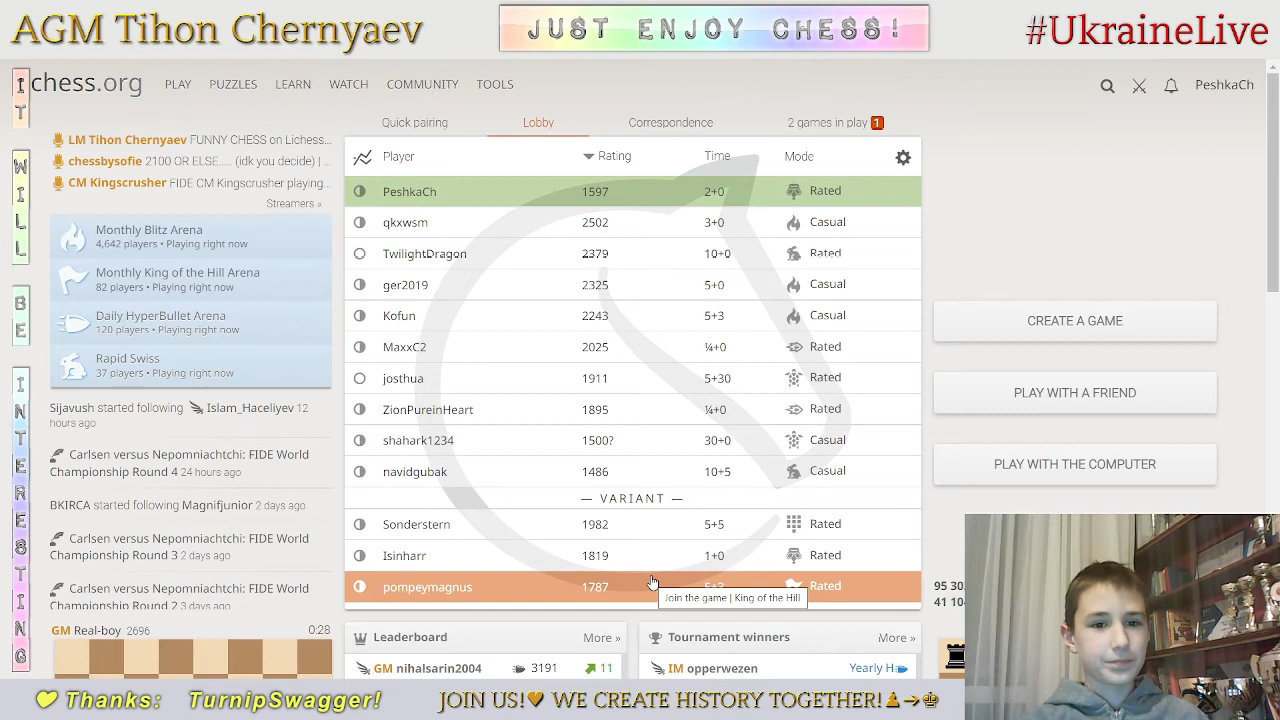 AGM Tihon Chernyaev
JUST ENJOY CHESS!
#UkraineLive
IT
WILL
BE
INTERESTING
chess.org
PLAY
PUZZLES
LEARN
WATCH
COMMUNITY
TOOLS
PeshkaCh
LM Tihon Chernyaev FUNNY CHESS on Lichess...
chessbysofie 2100 OR ELSE..... (idk you decide) | ...
CM Kingscrusher FIDE CM Kingscrusher playing...
Streamers »
Monthly Blitz Arena
4,642 players • Playing right now
Monthly King of the Hill Arena
82 players • Playing right now
Daily HyperBullet Arena
120 players • Playing right now
Rapid Swiss
37 players • Playing right now
Sijavush started following Islam_Haceliyev 12
hours ago
Carlsen versus Nepomniachtchi: FIDE World
Championship Round 4 24 hours ago
BKIRCA started following Magnifjunior 2 days ago
Carlsen versus Nepomniachtchi: FIDE World
Championship Round 3 2 days ago
Carlsen versus Nepomniachtchi: FIDE World
Championship Round 2 3 days ago
GM Real-boy 2696 0:28
Quick pairing
Lobby
Correspondence
2 games in play 1
Player Rating Time Mode
PeshkaCh 1597 2+0 Rated
qkxwsm 2502 3+0 Casual
TwilightDragon 2379 10+0 Rated
ger2019 2325 5+0 Casual
Kofun 2243 5+3 Casual
MaxxC2 2025 ¼+0 Rated
josthua 1911 5+30 Rated
ZionPureinHeart 1895 ¼+0 Rated
shahark1234 1500? 30+0 Casual
navidgubak 1486 10+5 Casual
— VARIANT —
Sonderstern 1982 5+5 Rated
Isinharr 1819 1+0 Rated
pompeymagnus 1787 Rated
Join the game | King of the Hill
CREATE A GAME
PLAY WITH A FRIEND
PLAY WITH THE COMPUTER
Leaderboard More »
GM nihalsarin2004 3191 11
Tournament winners More »
IM opperwezen Yearly
Thanks: TurnipSwagger!
JOIN US! WE CREATE HISTORY TOGETHER!